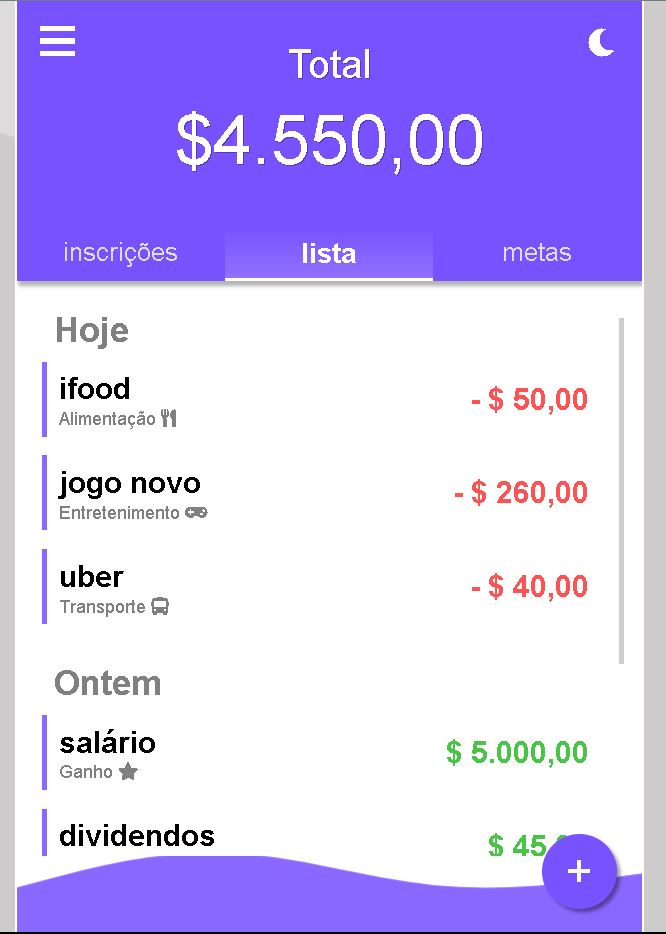 Total
$4.550,00
inscrições lista metas
Hoje
ifood
Alimentação
- $ 50,00
jogo novo
Entretenimento
- $ 260,00
uber
Transporte
- $ 40,00
Ontem
salário
Ganho
$ 5.000,00
dividendos
$ 45
+